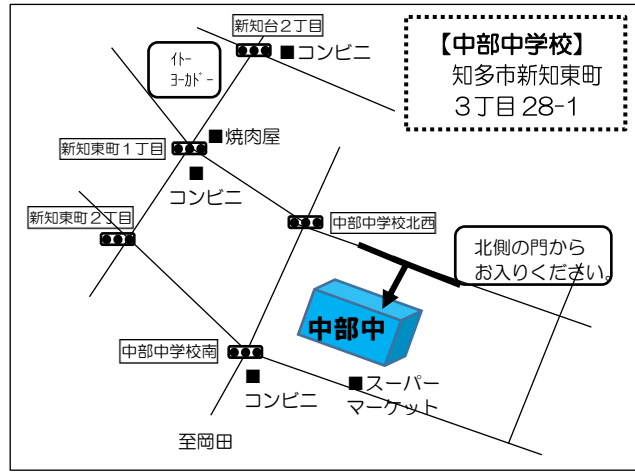 新知台２丁目
■コンビニ
ｲﾄｰ
ﾖｰｶﾄﾞｰ
【中部中学校】
知多市新知東町
３丁目 28-1
■焼肉屋
新知東町１丁目
■
コンビニ
新知東町２丁目
中部中学校北西
北側の門から
お入りください。
中部中
中部中学校南
■
コンビニ
■スーパー
マーケット
至岡田